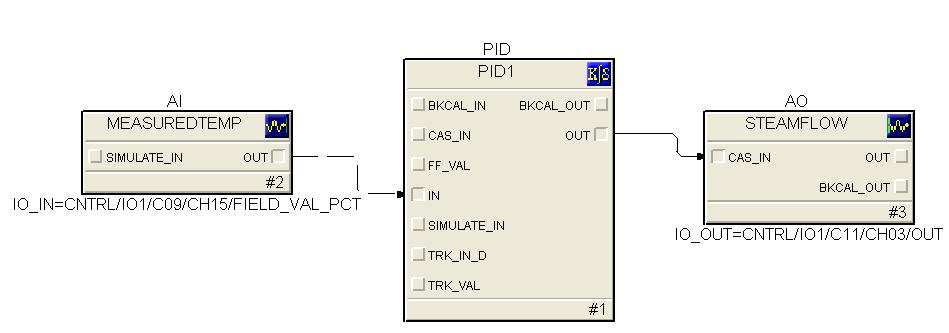 AI
MEASUREDTEMP
SIMULATE_IN OUT
#2
IO_IN=CNTRL/IO1/C09/CH15/FIELD_VAL_PCT
PID
PID1
BKCAL_IN BKCAL_OUT
CAS_IN OUT
FF_VAL
IN
SIMULATE_IN
TRK_IN_D
TRK_VAL
#1
AO
STEAMFLOW
CAS_IN OUT
BKCAL_OUT
#3
IO_OUT=CNTRL/IO1/C11/CH03/OUT